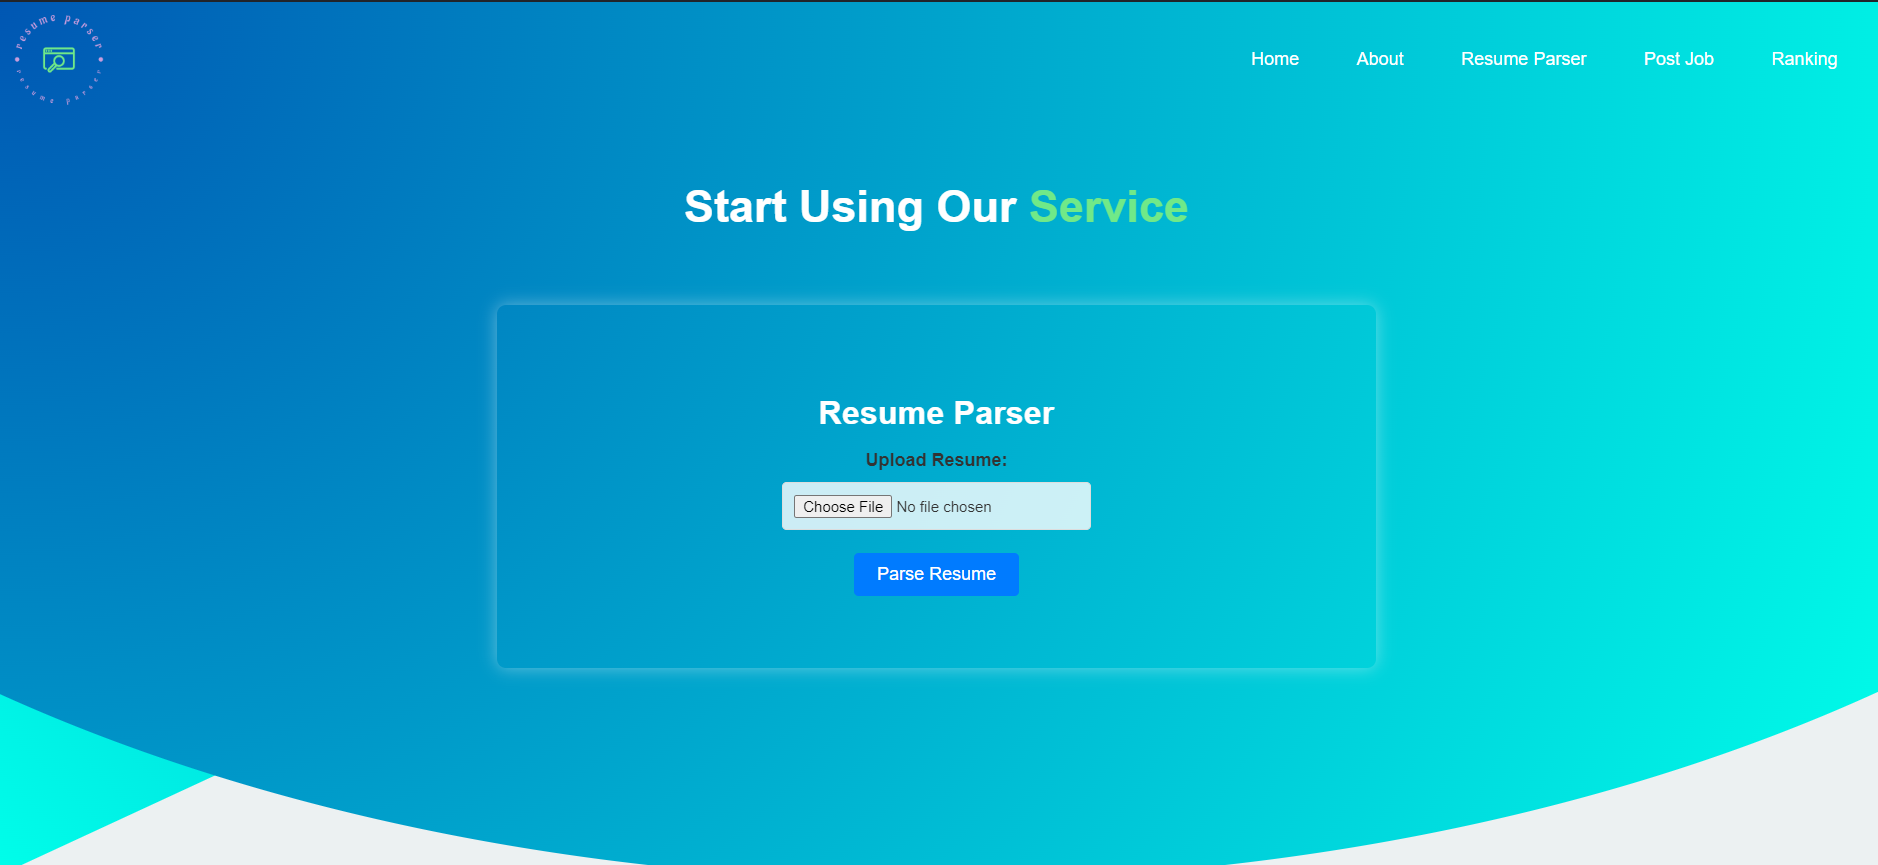 resume parser
resume parser
Home About Resume Parser Post Job Ranking
Start Using Our Service
Resume Parser
Upload Resume:
Choose File No file chosen
Parse Resume